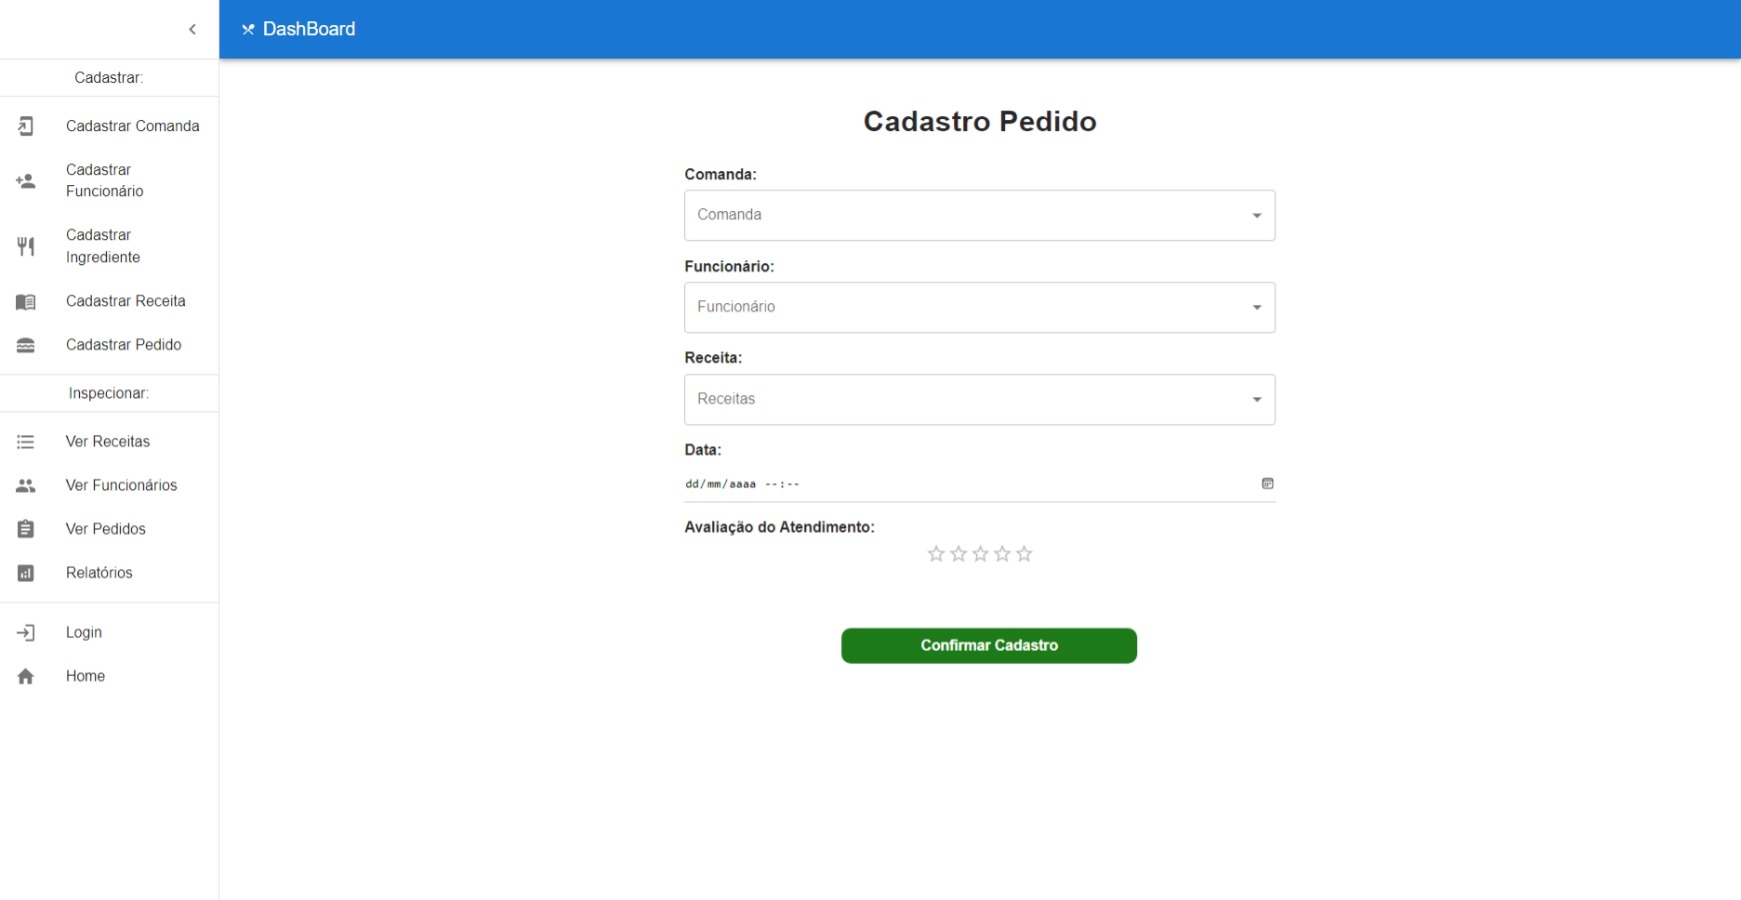 DashBoard
Cadastrar:
Cadastrar Comanda
Cadastrar
Funcionário
Cadastrar
Ingrediente
Cadastrar Receita
Cadastrar Pedido
Inspecionar:
Ver Receitas
Ver Funcionários
Ver Pedidos
Relatórios
Login
Home
Cadastro Pedido
Comanda:
Comanda
Funcionário:
Funcionário
Receita:
Receitas
Data:
dd/mm/aaaa --:--
Avaliação do Atendimento:
Confirmar Cadastro